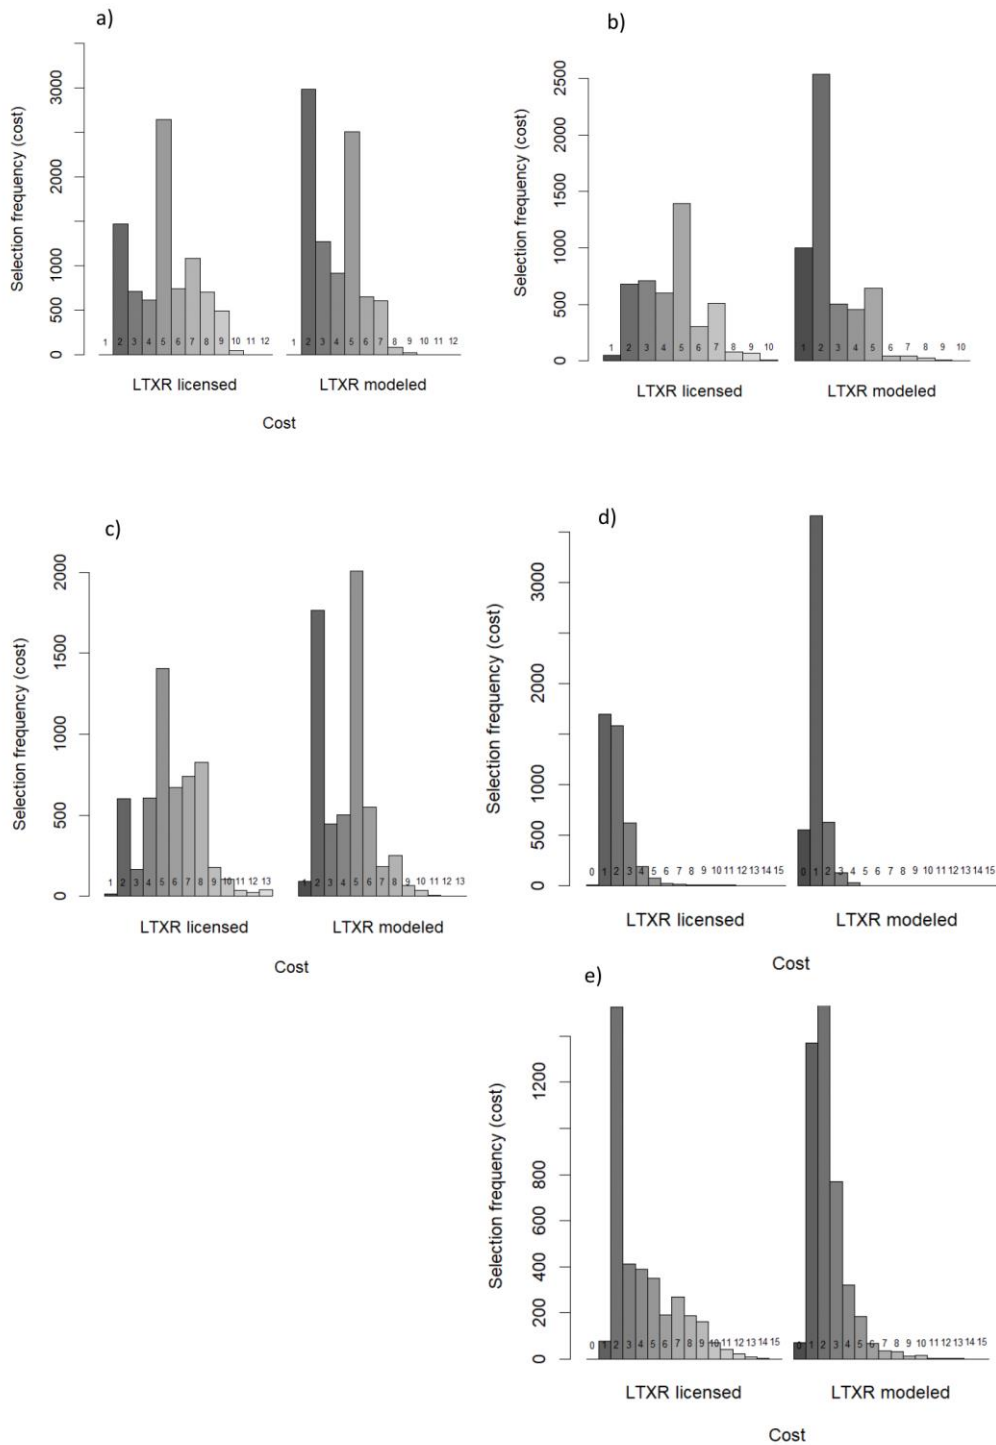 a)
Selection frequency (cost)
3000
2000
1000
500
0
1 2 3 4 5 6 7 8 9 10 11 12
1 2 3 4 5 6 7 8 9 10 11 12
LTXR licensed
LTXR modeled
Cost
b)
Selection frequency (cost)
2500
2000
1500
1000
500
0
1 2 3 4 5 6 7 8 9 10
1 2 3 4 5 6 7 8 9 10
LTXR licensed
LTXR modeled
c)
Selection frequency (cost)
2000
1500
1000
500
0
1 2 3 4 5 6 7 8 9 10 11 12 13
1 2 3 4 5 6 7 8 9 10 11 12 13
LTXR licensed
LTXR modeled
Cost
d)
Selection frequency (cost)
3000
2000
1000
500
0
0 1 2 3 4 5 6 7 8 9 10 11 12 13 14 15
0 1 2 3 4 5 6 7 8 9 10 11 12 13 14 15
LTXR licensed
LTXR modeled
Cost
e)
Selection frequency (cost)
1200
800
600
400
200
0
0 1 2 3 4 5 6 7 8 9 10 11 12 13 14 15
0 1 2 3 4 5 6 7 8 9 10 11 12 13 14 15
LTXR licensed
LTXR modeled
Cost